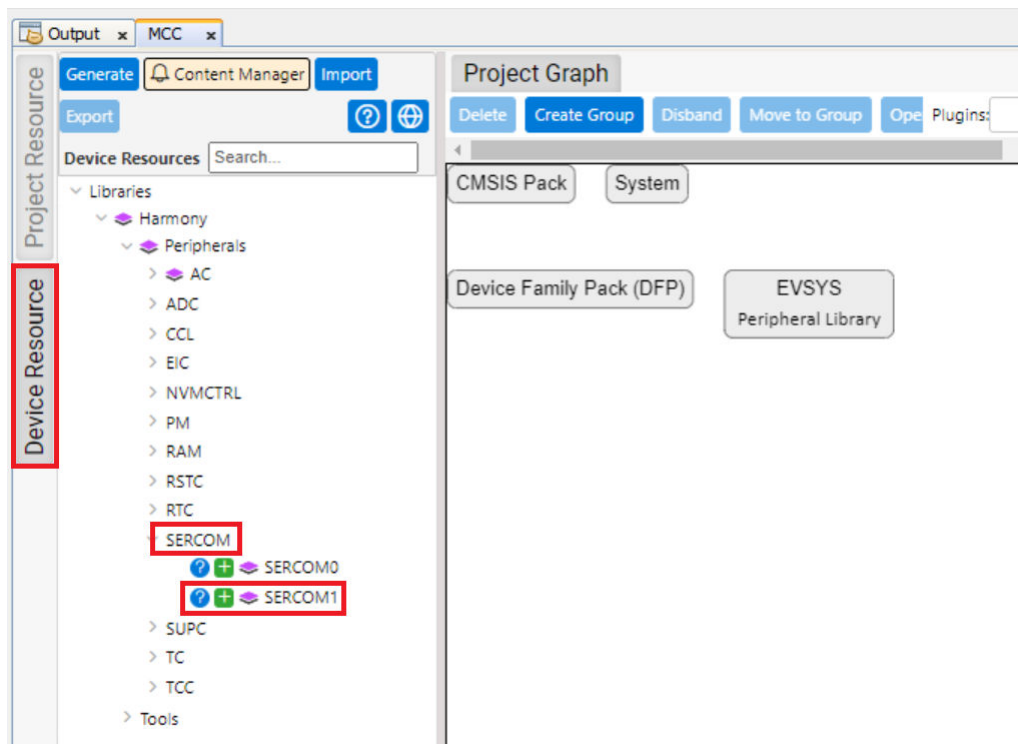 Output x MCC x
Project Resource
Device Resource
Generate Content Manager Import
Export
Device Resources Search...
Libraries
Harmony
Peripherals
AC
ADC
CCL
EIC
NVMCTRL
PM
RAM
RSTC
RTC
SERCOM
? + SERCOM0
? + SERCOM1
SUPC
TC
TCC
Tools
Project Graph
Delete Create Group Disband Move to Group Ope Plugins:
CMSIS Pack System
Device Family Pack (DFP) EVSYS
Peripheral Library